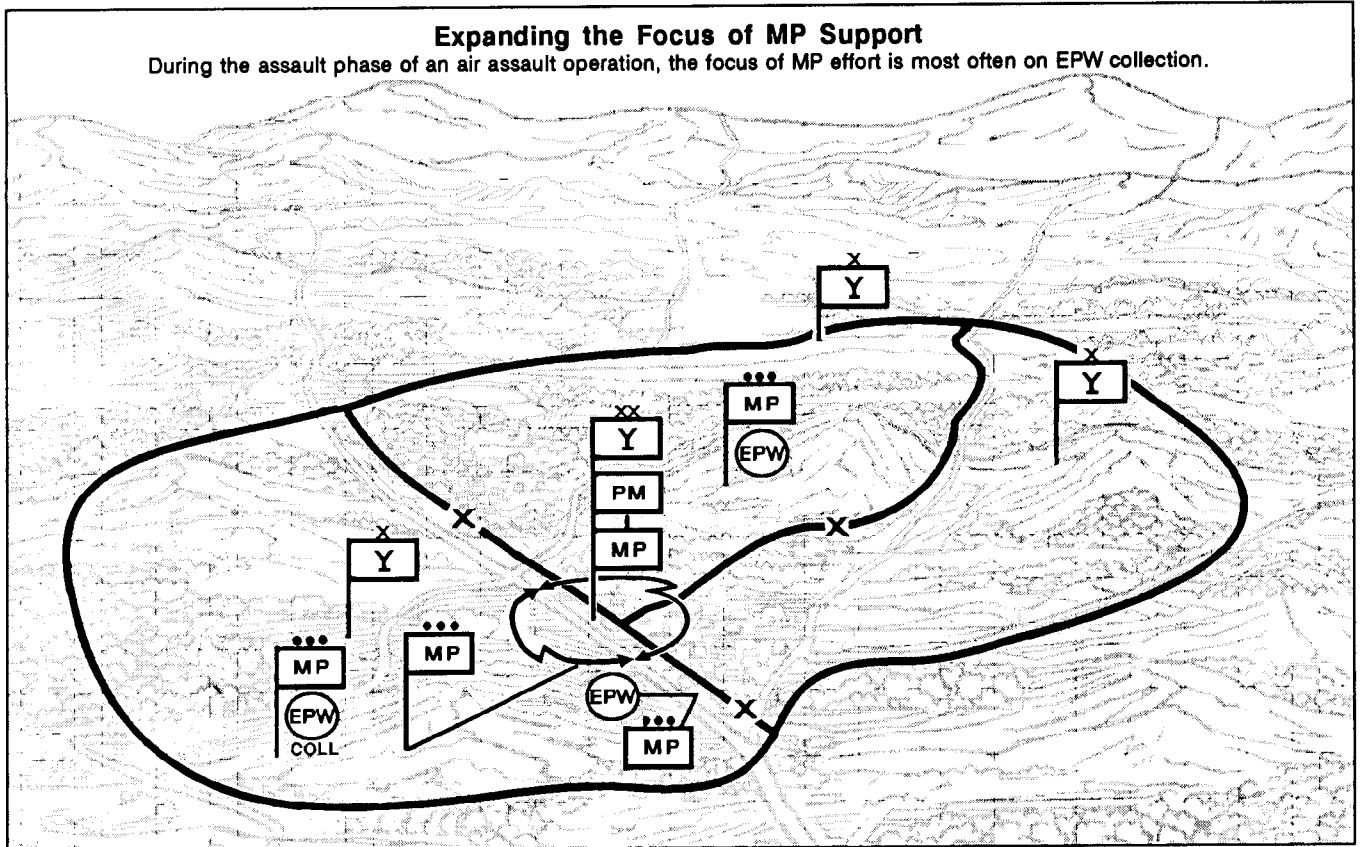 Expanding the Focus of MP Support
During the assault phase of an air assault operation, the focus of MP effort is most often on EPW collection.
X
Y
X
Y
MP
EPW
XX
Y
PM
MP
X
X
X
Y
MP
EPW
COLL
MP
EPW
MP
X